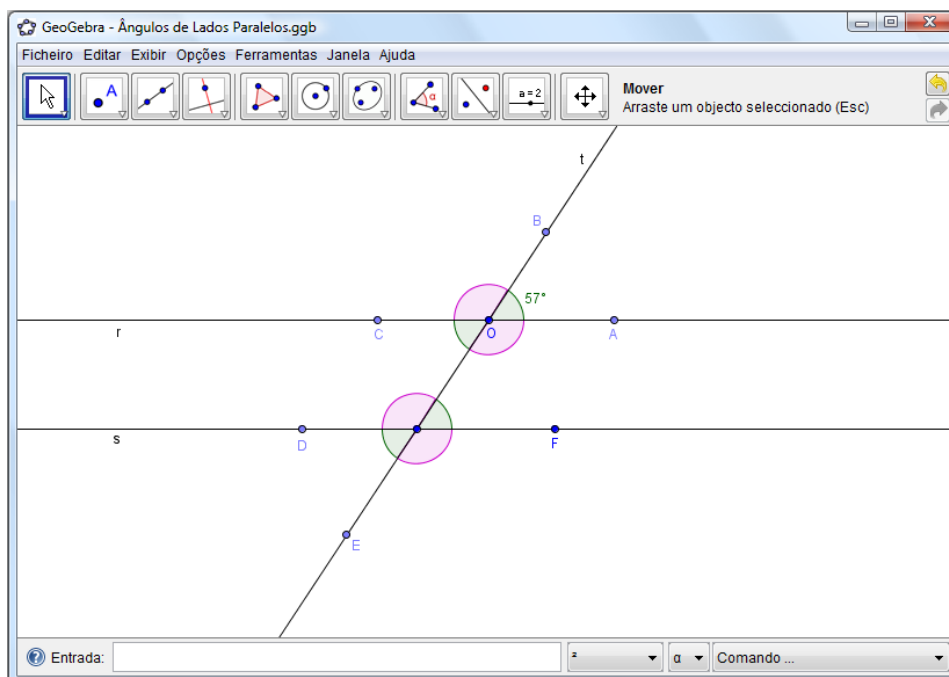 GeoGebra - Ângulos de Lados Paralelos.ggb
Ficheiro Editar Exibir Opções Ferramentas Janela Ajuda
A
α
a = 2
Mover
Arraste um objecto seleccionado (Esc)
t
B
57°
r
C
O
A
s
D
F
E
Entrada:
²
α
Comando ...